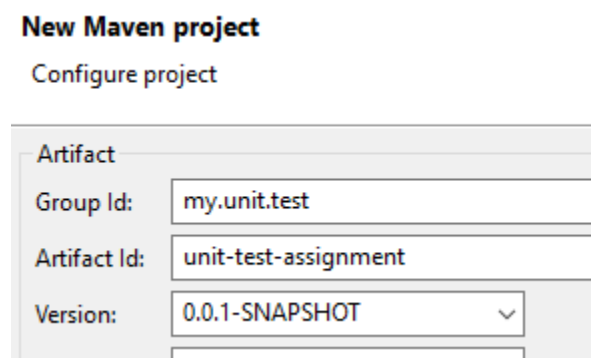 New Maven project
Configure project
Artifact
Group Id: my.unit.test
Artifact Id: unit-test-assignment
Version: 0.0.1-SNAPSHOT